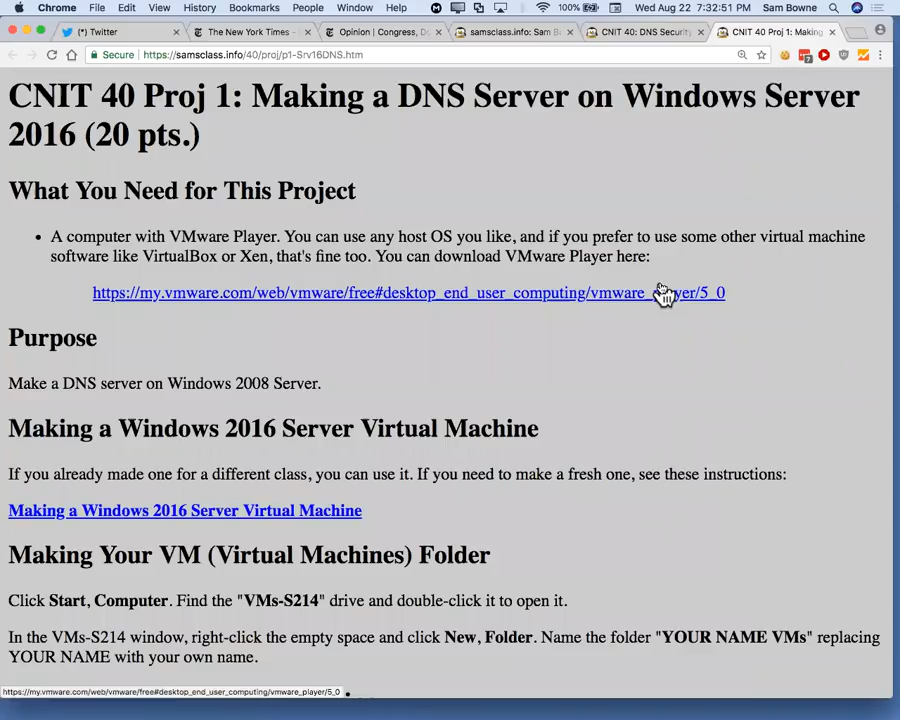 Chrome File Edit View History Bookmarks People Window Help 100% Wed Aug 22 7:32:51 PM Sam Bowne
(*) Twitter The New York Times - Opinion | Congress, D samsclass.info: Sam B CNIT 40: DNS Security CNIT 40 Proj 1: Making
Secure https://samsclass.info/40/proj/p1-Srv16DNS.htm
CNIT 40 Proj 1: Making a DNS Server on Windows Server
2016 (20 pts.)
What You Need for This Project
• A computer with VMware Player. You can use any host OS you like, and if you prefer to use some other virtual machine
software like VirtualBox or Xen, that's fine too. You can download VMware Player here:
https://my.vmware.com/web/vmware/free#desktop_end_user_computing/vmware_player/5_0
Purpose
Make a DNS server on Windows 2008 Server.
Making a Windows 2016 Server Virtual Machine
If you already made one for a different class, you can use it. If you need to make a fresh one, see these instructions:
Making a Windows 2016 Server Virtual Machine
Making Your VM (Virtual Machines) Folder
Click Start, Computer. Find the "VMs-S214" drive and double-click it to open it.
In the VMs-S214 window, right-click the empty space and click New, Folder. Name the folder "YOUR NAME VMs" replacing
YOUR NAME with your own name.
https://my.vmware.com/web/vmware/free#desktop_end_user_computing/vmware_player/5_0